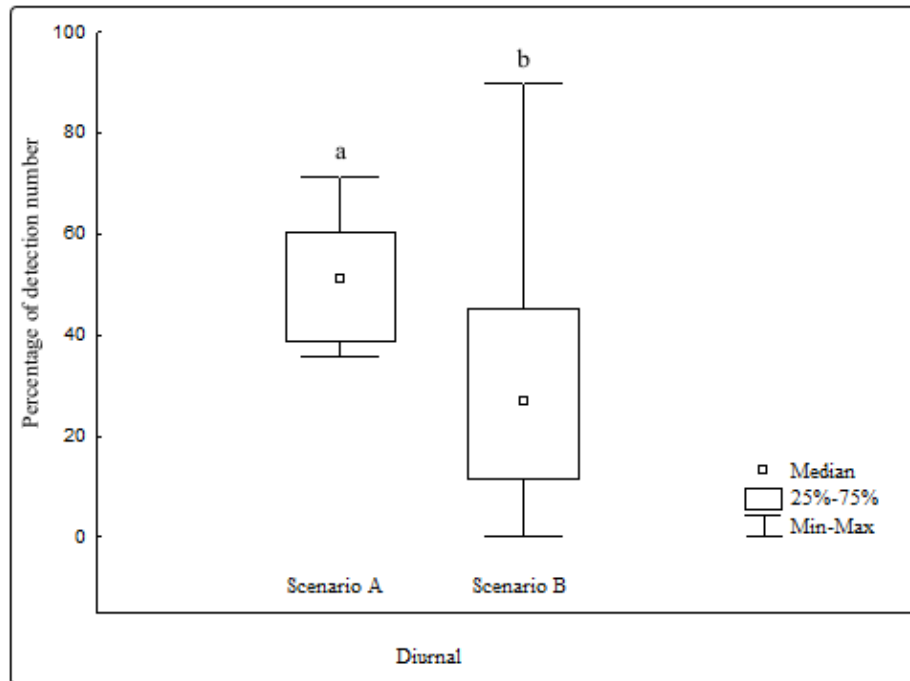 100
80
60
40
20
0
Percentage of detection number
a
b
Median
25%-75%
Min-Max
Scenario A
Scenario B
Diurnal